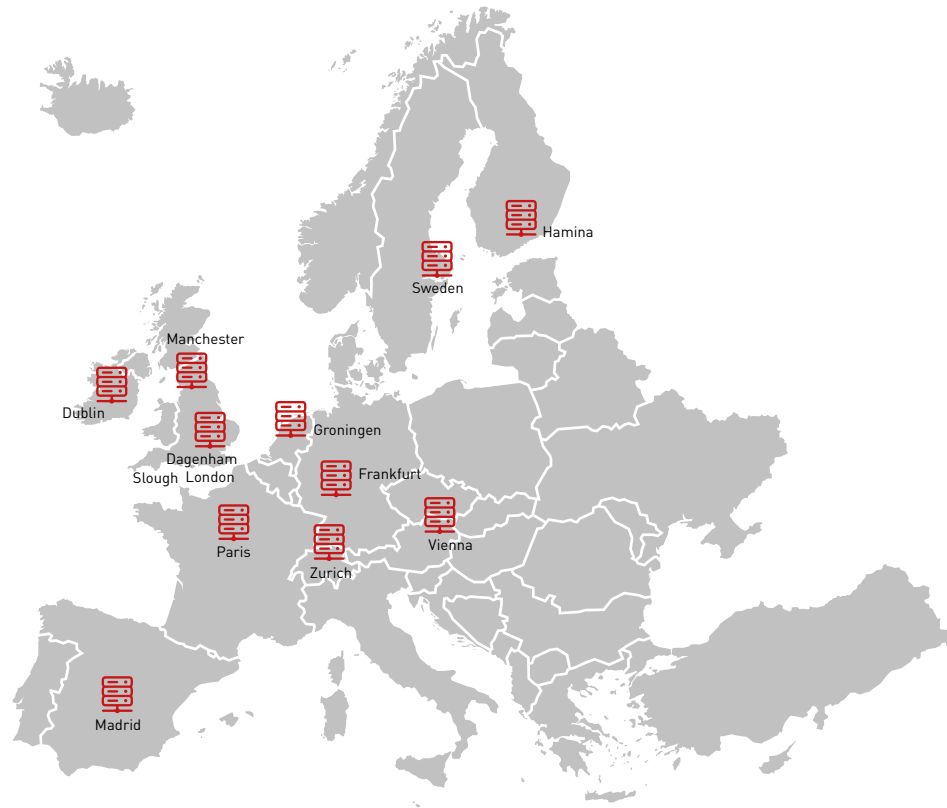 Hamina
Sweden
Manchester
Dublin
Groningen
Dagenham
Slough London
Frankfurt
Paris
Vienna
Zurich
Madrid